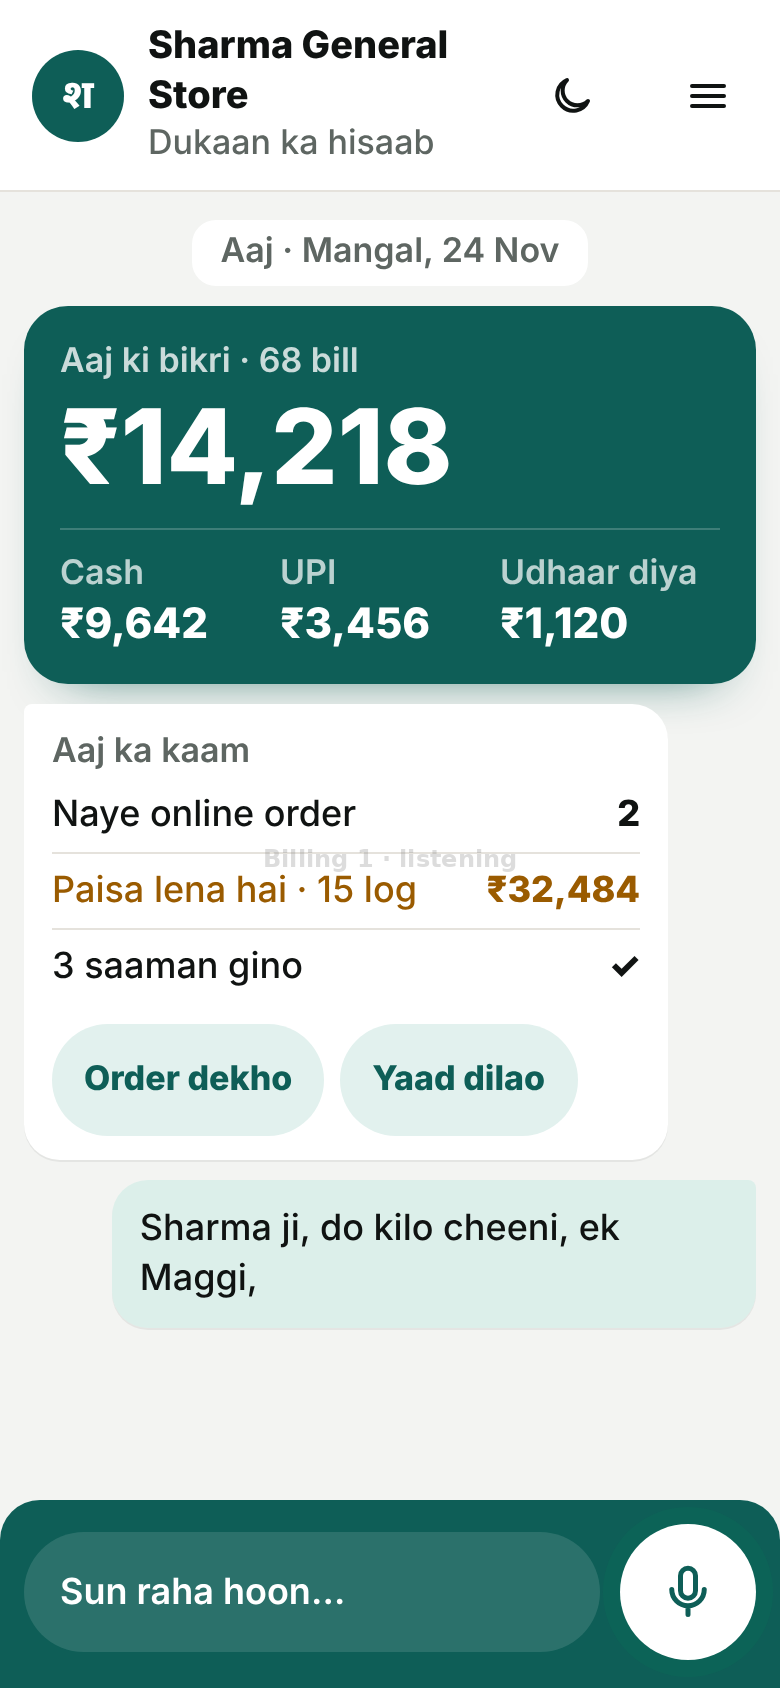 श
Sharma General
Store
Dukaan ka hisaab
Aaj · Mangal, 24 Nov
Aaj ki bikri · 68 bill
₹14,218
Cash UPI Udhaar diya
₹9,642 ₹3,456 ₹1,120
Aaj ka kaam
Naye online order 2
Billing 1 · listening
Paisa lena hai · 15 log ₹32,484
3 saaman gino ✓
Order dekho Yaad dilao
Sharma ji, do kilo cheeni, ek
Maggi,
Sun raha hoon…